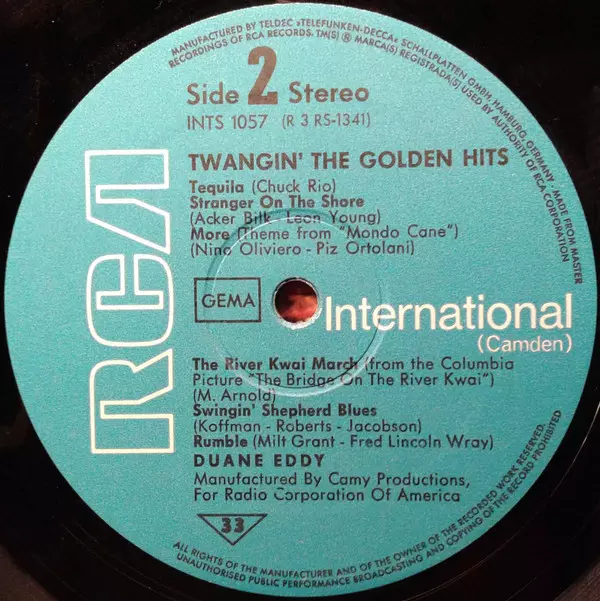 MANUFACTURED BY TELDEC »TELEFUNKEN-DECCA« SCHALLPLATTEN GMBH, HAMBURG, GERMANY · MADE FROM MASTER
RECORDINGS OF RCA RECORDS. TM(S) ® MARCA(S) REGISTRADA(S) USED BY AUTHORITY OF RCA CORPORATION
Side 2 Stereo
INTS 1057 (R 3 RS-1341)
RCA
TWANGIN' THE GOLDEN HITS
Tequila (Chuck Rio)
Stranger On The Shore
(Acker Bilk - Leon Young)
More (Theme from "Mondo Cane")
(Nino Oliviero - Piz Ortolani)
GEMA
International
(Camden)
The River Kwai March (from the Columbia
Picture "The Bridge On The River Kwai")
(M. Arnold)
Swingin' Shepherd Blues
(Koffman - Roberts - Jacobson)
Rumble (Milt Grant - Fred Lincoln Wray)
DUANE EDDY
Manufactured By Camy Productions,
For Radio Corporation Of America
33
ALL RIGHTS OF THE MANUFACTURER AND OF THE OWNER OF THE RECORDED WORK RESERVED.
UNAUTHORISED PUBLIC PERFORMANCE BROADCASTING AND COPYING OF THE RECORD PROHIBITED